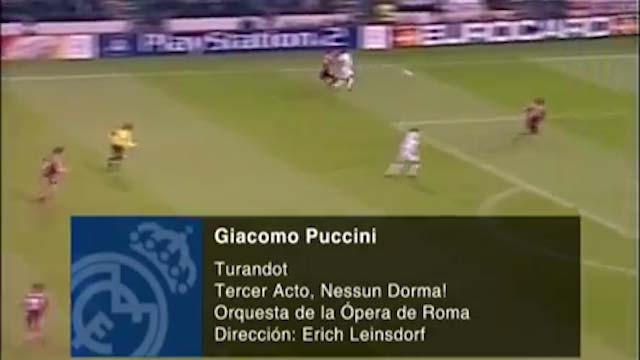 PlayStation 2
EUROCARD
Giacomo Puccini
Turandot
Tercer Acto, Nessun Dorma!
Orquesta de la Ópera de Roma
Dirección: Erich Leinsdorf